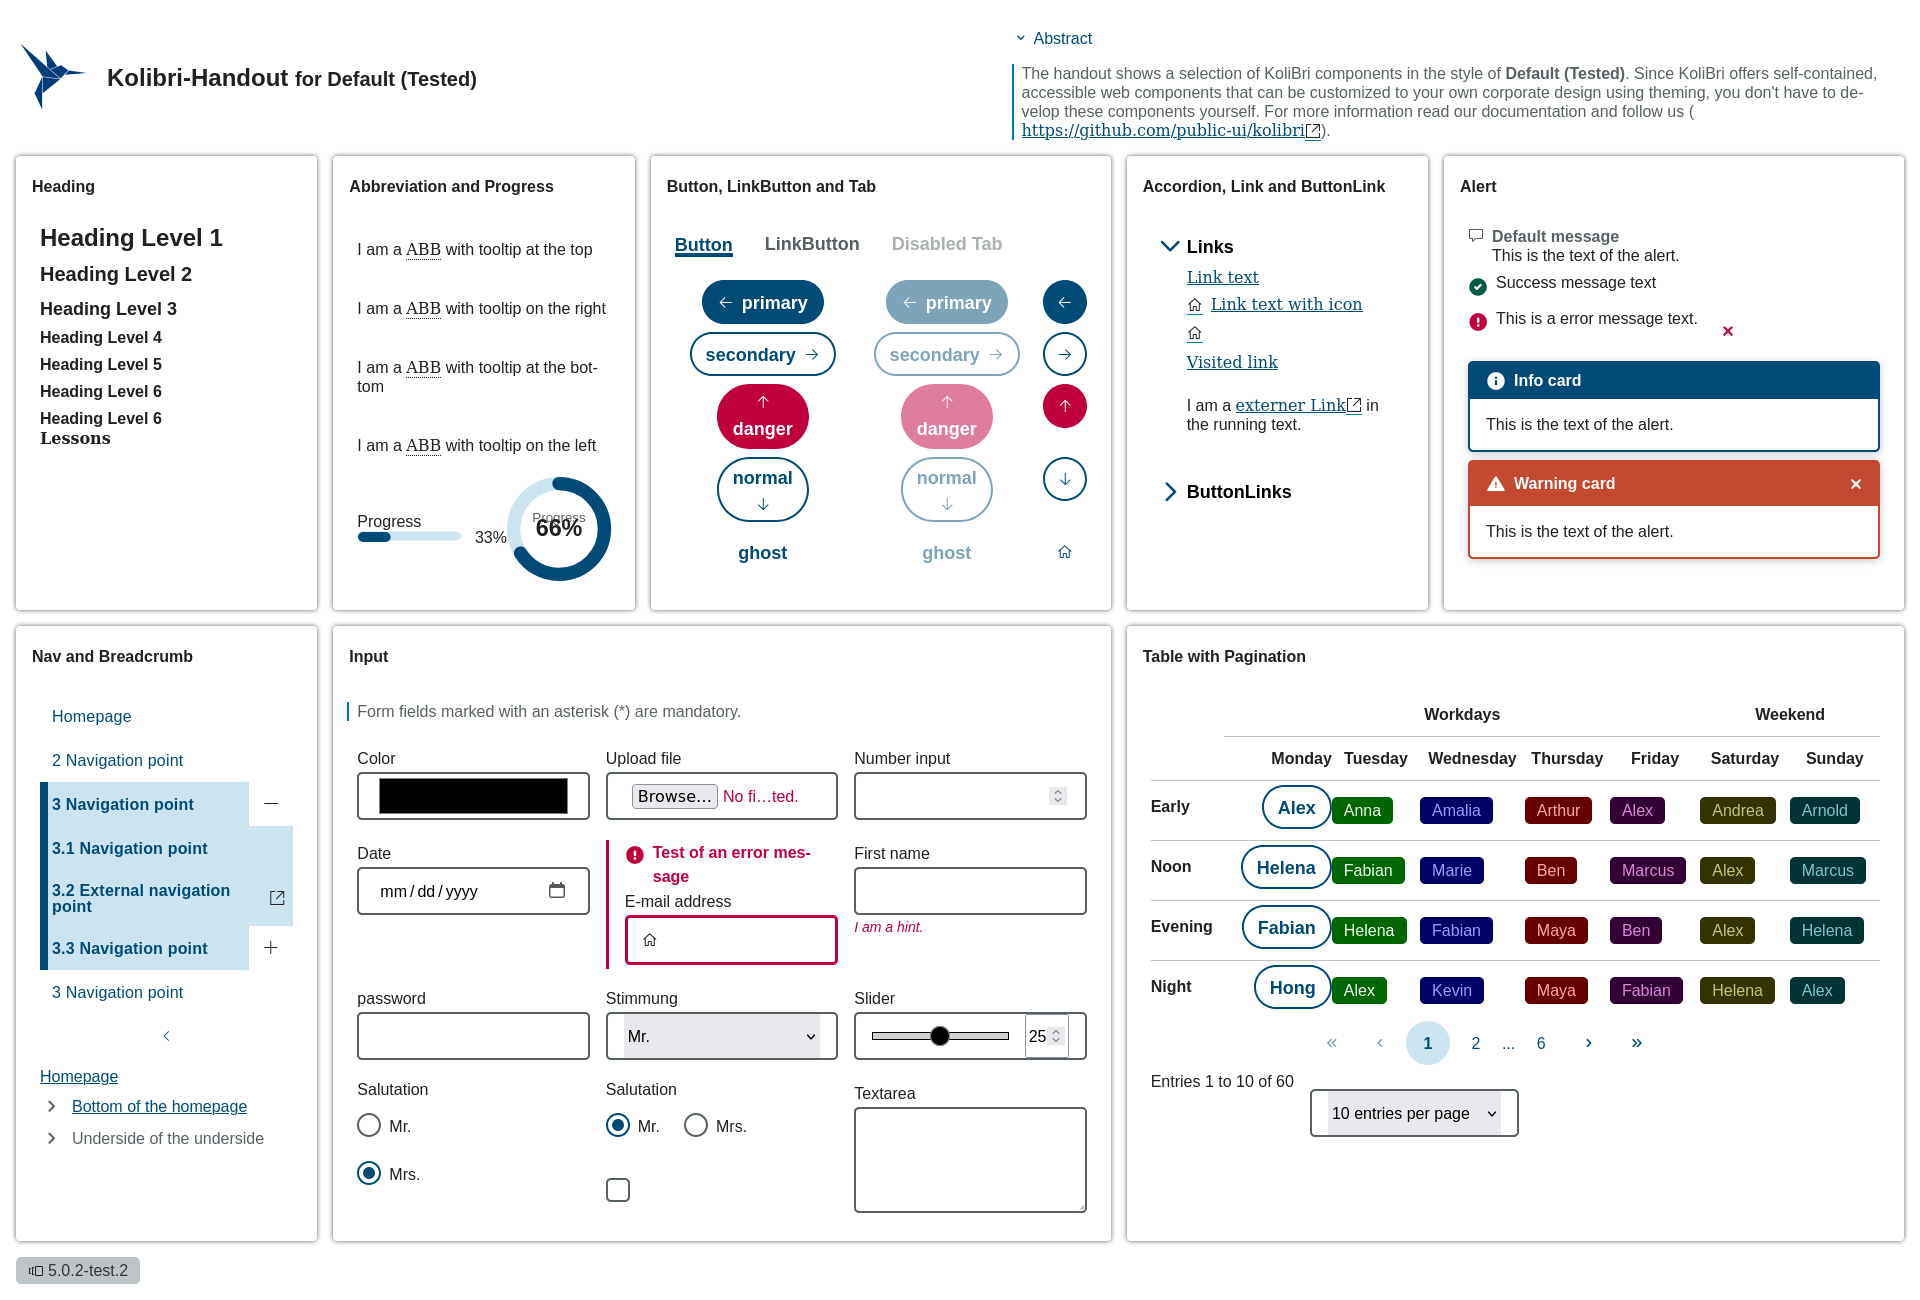 Kolibri-Handout for Default (Tested)
Abstract
The handout shows a selection of KoliBri components in the style of Default (Tested). Since KoliBri offers self-contained,
accessible web components that can be customized to your own corporate design using theming, you don't have to de-
velop these components yourself. For more information read our documentation and follow us (
https://github.com/public-ui/kolibri).
Heading
Heading Level 1
Heading Level 2
Heading Level 3
Heading Level 4
Heading Level 5
Heading Level 6
Heading Level 6
Lessons
Abbreviation and Progress
I am a ABB with tooltip at the top
I am a ABB with tooltip on the right
I am a ABB with tooltip at the bot-
tom
I am a ABB with tooltip on the left
Progress
33%
Progress
66%
Button, LinkButton and Tab
Button LinkButton Disabled Tab
primary primary
secondary secondary
danger danger
normal normal
ghost ghost
Accordion, Link and ButtonLink
Links
Link text
Link text with icon
Visited link
I am a externer Link in
the running text.
ButtonLinks
Alert
Default message
This is the text of the alert.
Success message text
This is a error message text.
Info card
This is the text of the alert.
Warning card
This is the text of the alert.
Nav and Breadcrumb
Homepage
2 Navigation point
3 Navigation point
3.1 Navigation point
3.2 External navigation
point
3.3 Navigation point
3 Navigation point
Homepage
Bottom of the homepage
Underside of the underside
Input
Form fields marked with an asterisk (*) are mandatory.
Color
Upload file
Browse... No fi...ted.
Number input
Date
mm/dd/yyyy
Test of an error mes-
sage
E-mail address
First name
I am a hint.
password
Stimmung
Mr.
Slider
25
Salutation
Mr.
Mrs.
Salutation
Mr. Mrs.
Textarea
Table with Pagination
Workdays Weekend
Monday Tuesday Wednesday Thursday Friday Saturday Sunday
Early Alex Anna Amalia Arthur Alex Andrea Arnold
Noon Helena Fabian Marie Ben Marcus Alex Marcus
Evening Fabian Helena Fabian Maya Ben Alex Helena
Night Hong Alex Kevin Maya Fabian Helena Alex
1 2 ... 6
Entries 1 to 10 of 60
10 entries per page
5.0.2-test.2